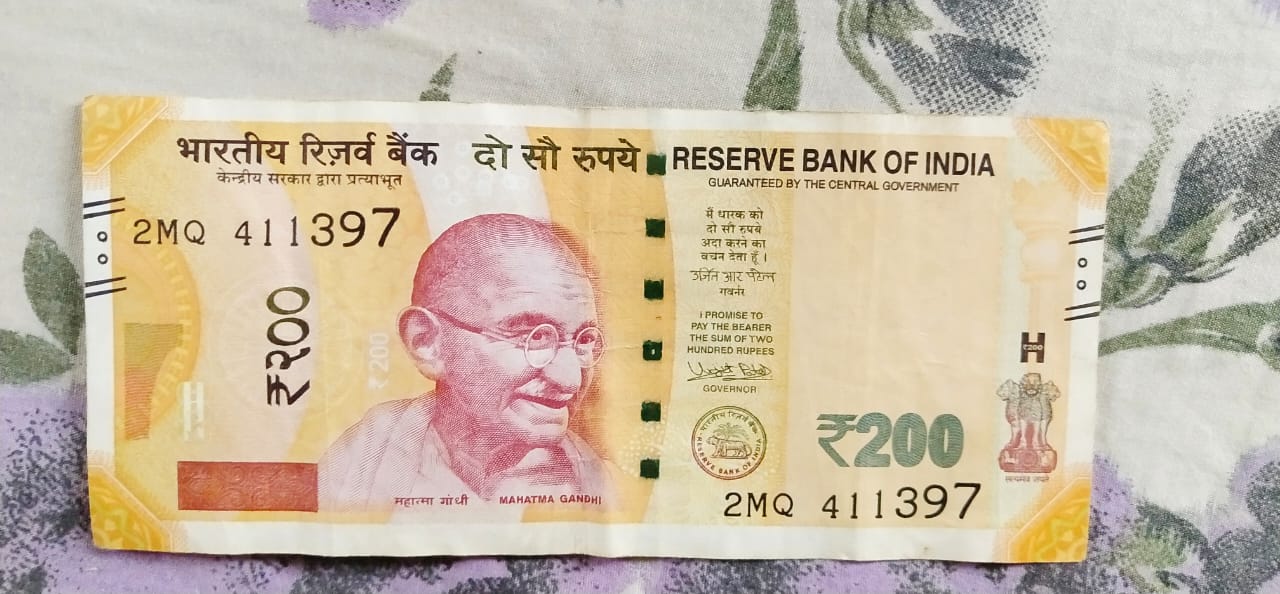 भारतीय रिज़र्व बैंक
केन्द्रीय सरकार द्वारा प्रत्याभूत
दो सौ रुपये
RESERVE BANK OF INDIA
GUARANTEED BY THE CENTRAL GOVERNMENT
2MQ 411397
₹२००
₹200
मैं धारक को
दो सौ रुपये
अदा करने का
वचन देता हूँ।
उर्जित आर पटेल
गवर्नर
I PROMISE TO
PAY THE BEARER
THE SUM OF TWO
HUNDRED RUPEES
GOVERNOR
भारतीय रिज़र्व बैंक
RESERVE BANK OF INDIA
₹200
H
₹200
सत्यमेव जयते
महात्मा गांधी
MAHATMA GANDHI
2MQ 411397